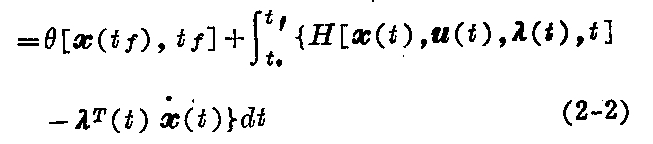 =θ[x(t_f), t_f]+∫_{t_0}^{t_f} {H[x(t),u(t),λ(t),t]
−λ^T(t) ẋ(t)}dt (2-2)